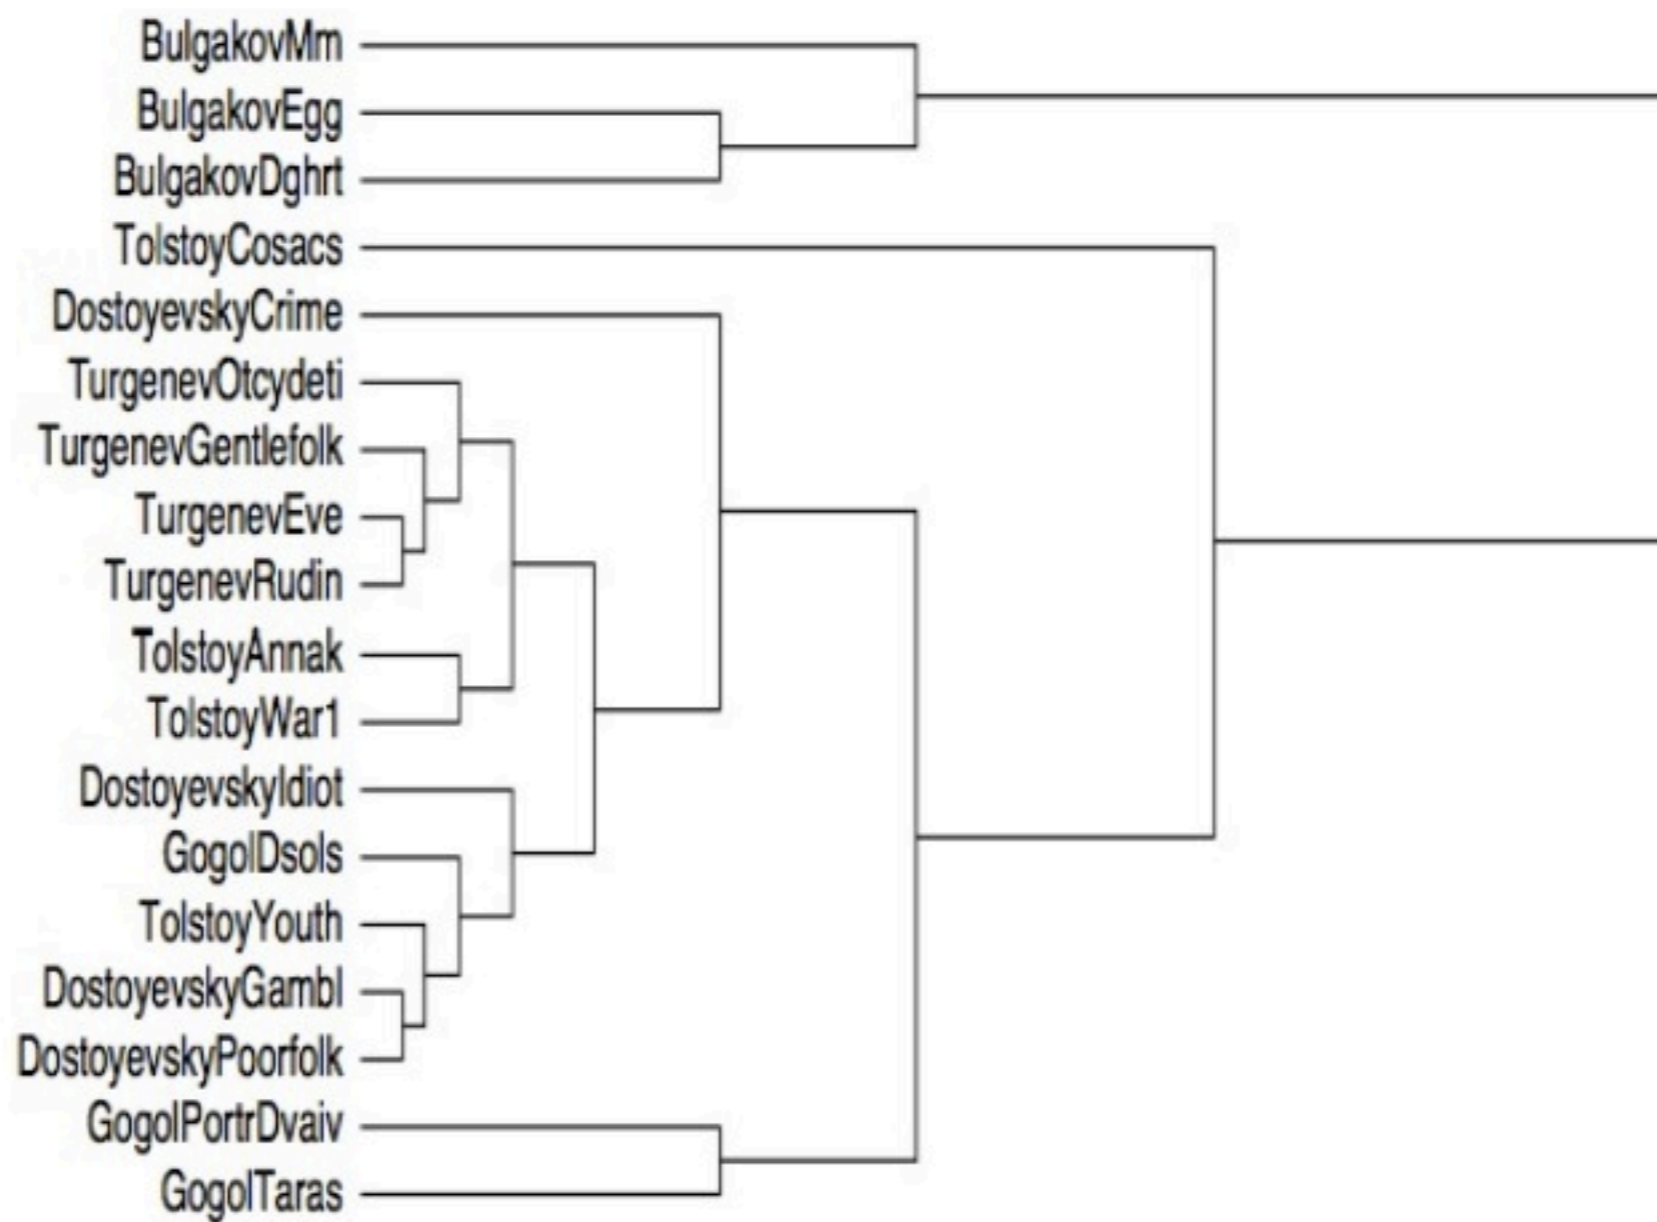 BulgakovMm
BulgakovEgg
BulgakovDghrt
TolstoyCosacs
DostoyevskyCrime
TurgenevOtcydeti
TurgenevGentlefolk
TurgenevEve
TurgenevRudin
TolstoyAnnak
TolstoyWar1
DostoyevskyIdiot
GogolDsols
TolstoyYouth
DostoyevskyGambl
DostoyevskyPoorfolk
GogolPortrDvaiv
GogolTaras